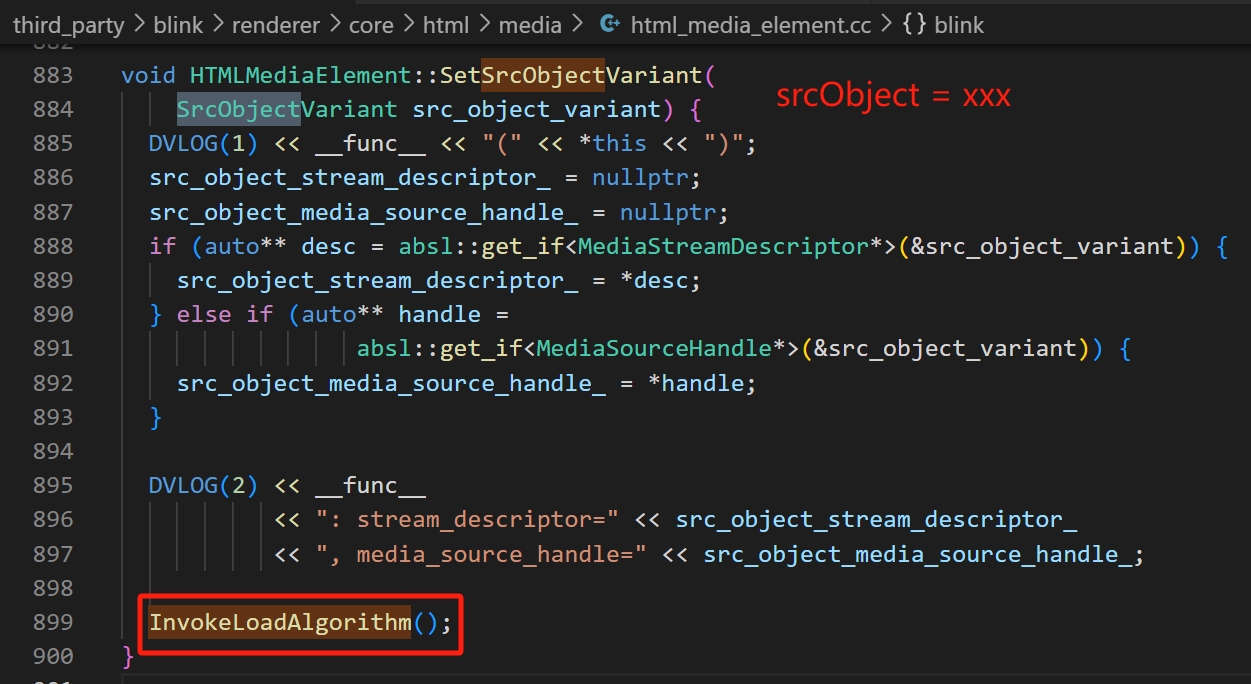 third_party > blink > renderer > core > html > media > html_media_element.cc > {} blink
882
883 void HTMLMediaElement::SetSrcObjectVariant(
srcObject = xxx
884 SrcObjectVariant src_object_variant) {
885 DVLOG(1) << __func__ << "(" << *this << ")";
886 src_object_stream_descriptor_ = nullptr;
887 src_object_media_source_handle_ = nullptr;
888 if (auto** desc = absl::get_if<MediaStreamDescriptor*>(&src_object_variant)) {
889 src_object_stream_descriptor_ = *desc;
890 } else if (auto** handle =
891 absl::get_if<MediaSourceHandle*>(&src_object_variant)) {
892 src_object_media_source_handle_ = *handle;
893 }
894
895 DVLOG(2) << __func__
896 << ": stream_descriptor=" << src_object_stream_descriptor_
897 << ", media_source_handle=" << src_object_media_source_handle_;
898
899 InvokeLoadAlgorithm();
900 }